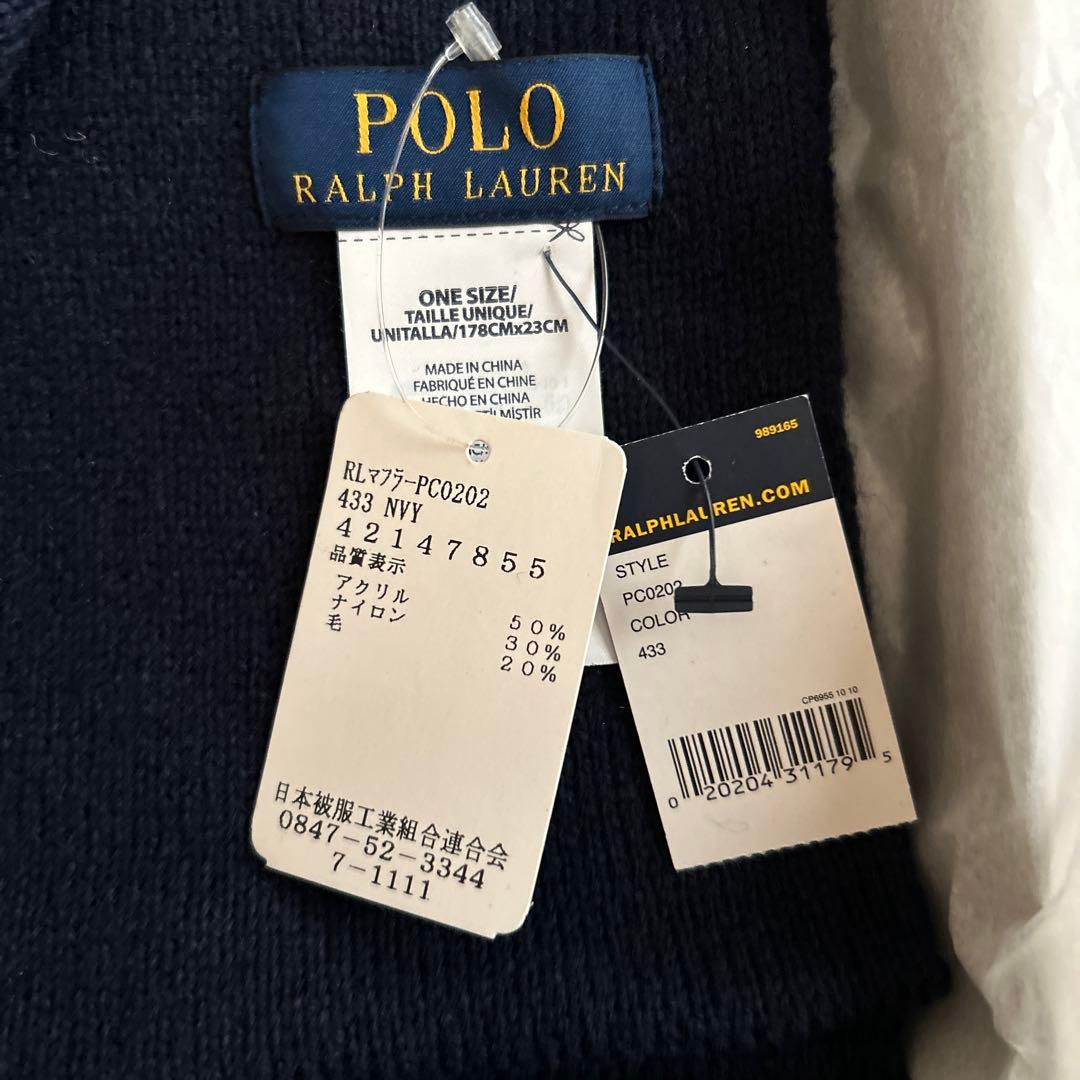 POLO
RALPH LAUREN
ONE SIZE/
TAILLE UNIQUE/
UNITALLA/178CMx23CM
MADE IN CHINA
FABRIQUÉ EN CHINE
HECHO EN CHINA
RLマフラーPC0202
433 NVY
42147855
品質表示
アクリル 50%
ナイロン 30%
毛 20%
日本被服工業組合連合会
0847-52-3344
7-1111
989165
RALPHLAUREN.COM
STYLE
PC0202
COLOR
433
CP6955 10 10
0 20204 31179 5